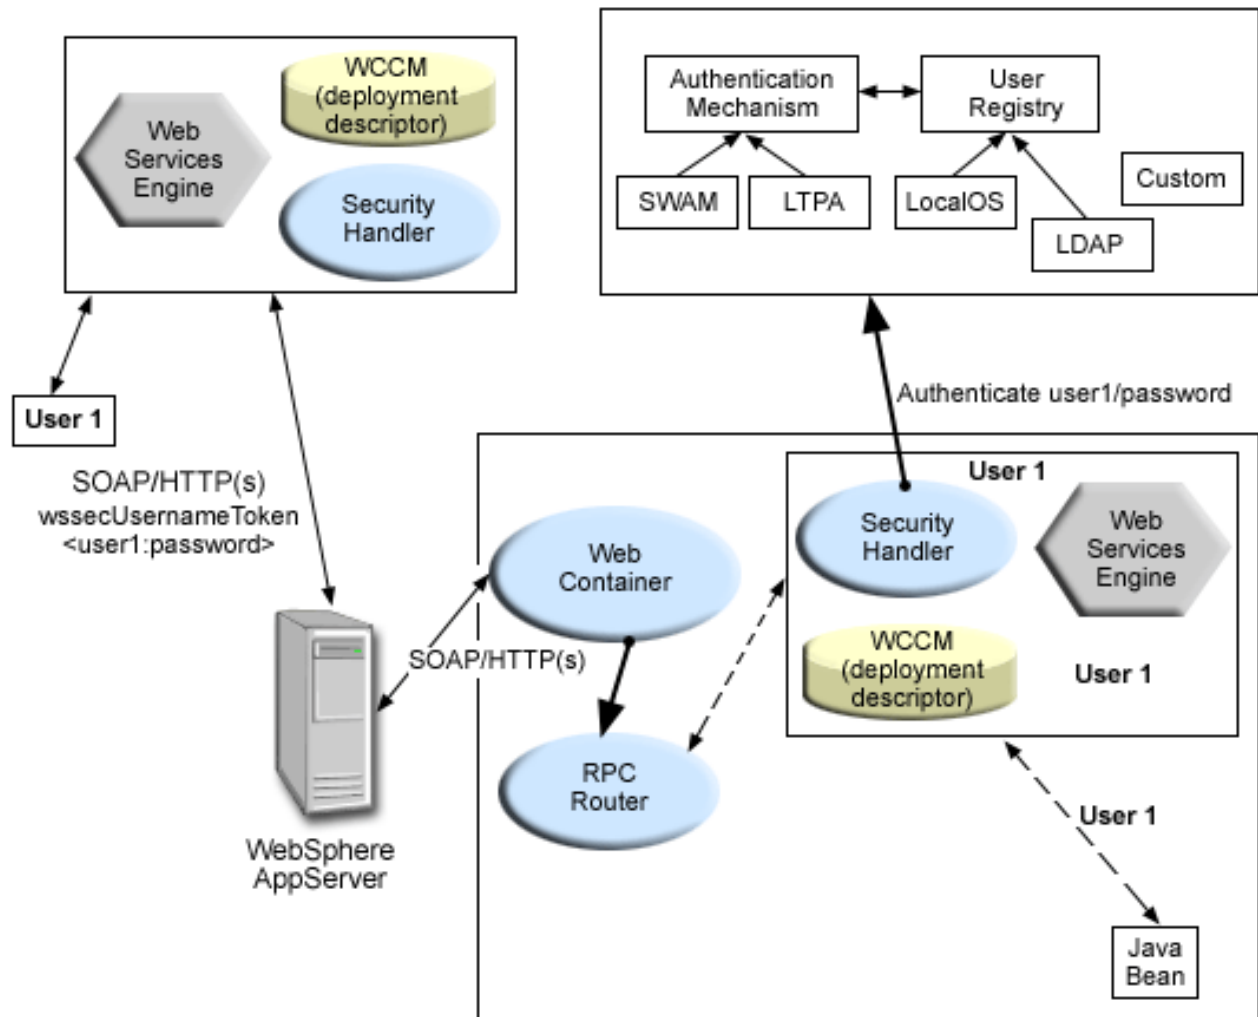 WCCM
(deployment
descriptor)
Web
Services
Engine
Security
Handler
Authentication
Mechanism
User
Registry
SWAM
LTPA
LocalOS
Custom
LDAP
User 1
SOAP/HTTP(s)
wssecUsernameToken
<user1:password>
Authenticate user1/password
User 1
Security
Handler
Web
Services
Engine
Web
Container
SOAP/HTTP(s)
WCCM
(deployment
descriptor)
User 1
RPC
Router
WebSphere
AppServer
User 1
Java
Bean